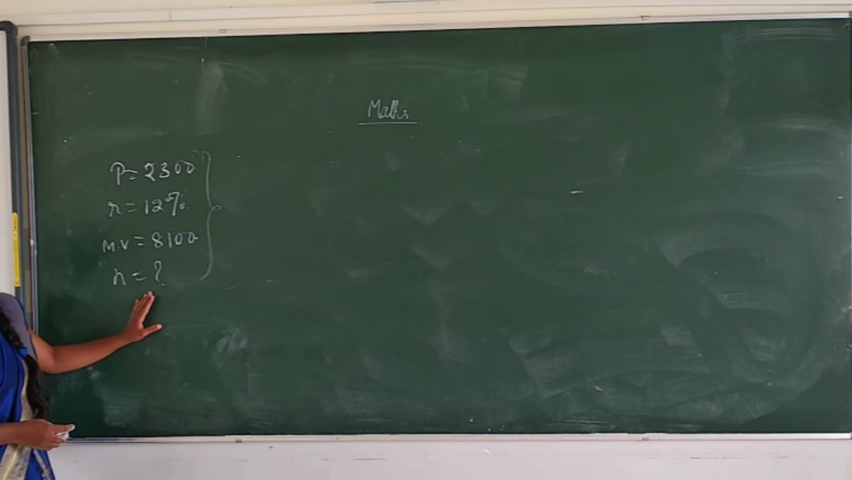 Maths
P = 2300
r = 12%
M.V = 8100
n = ?